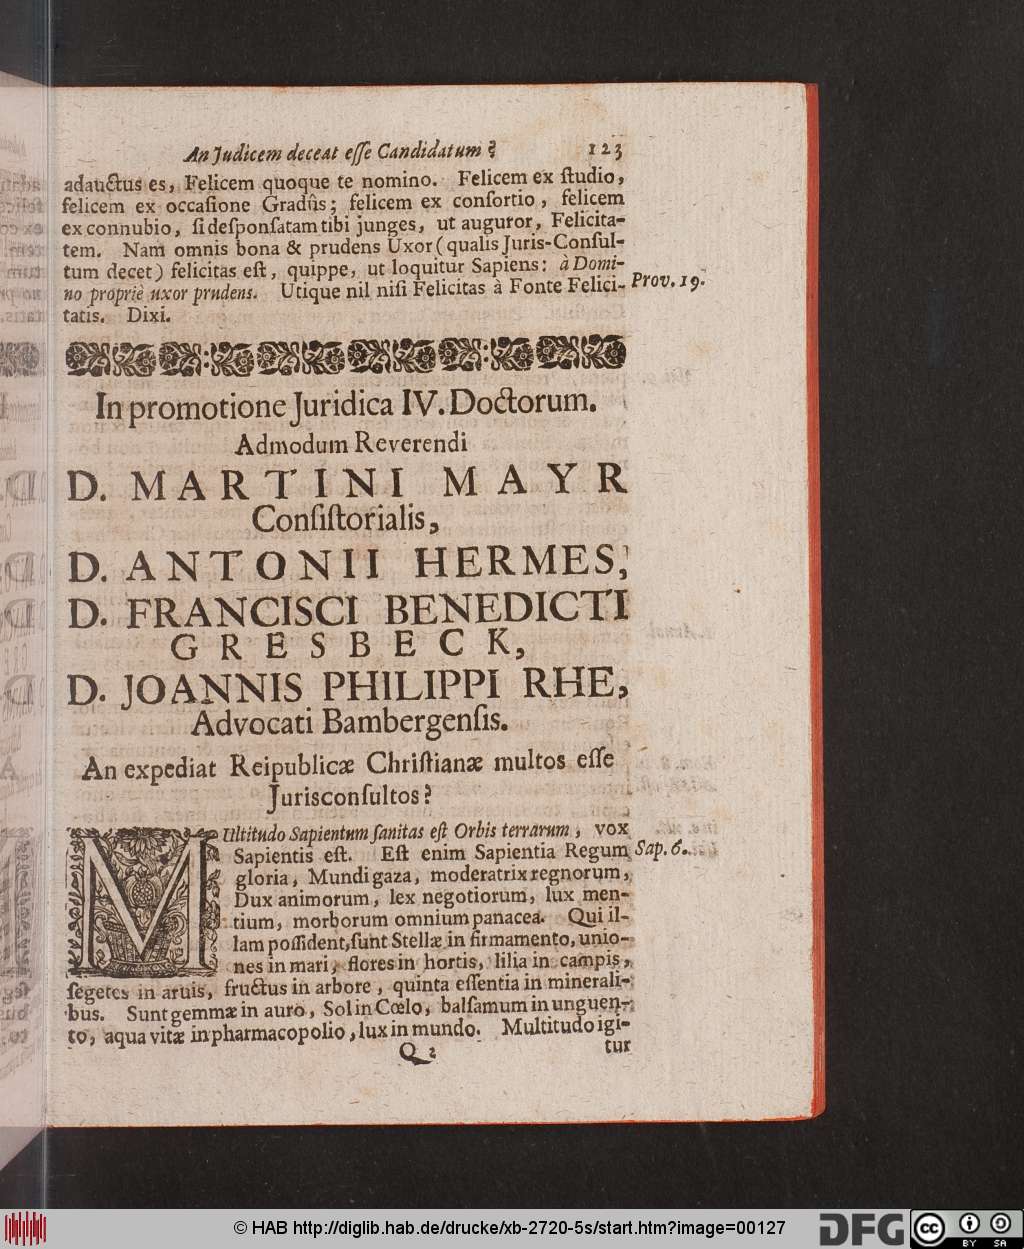 An Judicem deceat esse Candidatum? 123
adauctus es, Felicem quoque te nomino. Felicem ex studio,
felicem ex occasione Gradûs; felicem ex consortio, felicem
ex connubio, si desponsatam tibi junges, ut auguror, Felicita-
tem. Nam omnis bona & prudens Uxor (qualis Juris-Consul-
tum decet) felicitas est, quippe, ut loquitur Sapiens: à Domi-
no propriè uxor prudens. Utique nil nisi Felicitas à Fonte Felici- Prov. 19.
tatis. Dixi.
In promotione Juridica IV. Doctorum.
Admodum Reverendi
D. MARTINI MAYR
Consistorialis,
D. ANTONII HERMES,
D. FRANCISCI BENEDICTI
GRESBECK,
D. JOANNIS PHILIPPI RHE,
Advocati Bambergensis.
An expediat Reipublicæ Christianæ multos esse
Jurisconsultos?
MUltitudo Sapientum sanitas est Orbis terrarum, vox
Sapientis est. Est enim Sapientia Regum Sap. 6.
gloria, Mundi gaza, moderatrix regnorum,
Dux animorum, lex negotiorum, lux men-
tium, morborum omnium panacea. Qui il-
lam possident, sunt Stellæ in firmamento, unio-
nes in mari, flores in hortis, lilia in campis,
segetes in aruis, fructus in arbore, quinta essentia in minerali-
bus. Sunt gemmæ in auro, Sol in Cœlo, balsamum in unguen-
to, aqua vitæ in pharmacopolio, lux in mundo. Multitudo igi-
Q 2 tur
© HAB http://diglib.hab.de/drucke/xb-2720-5s/start.htm?image=00127
DFG
cc BY SA